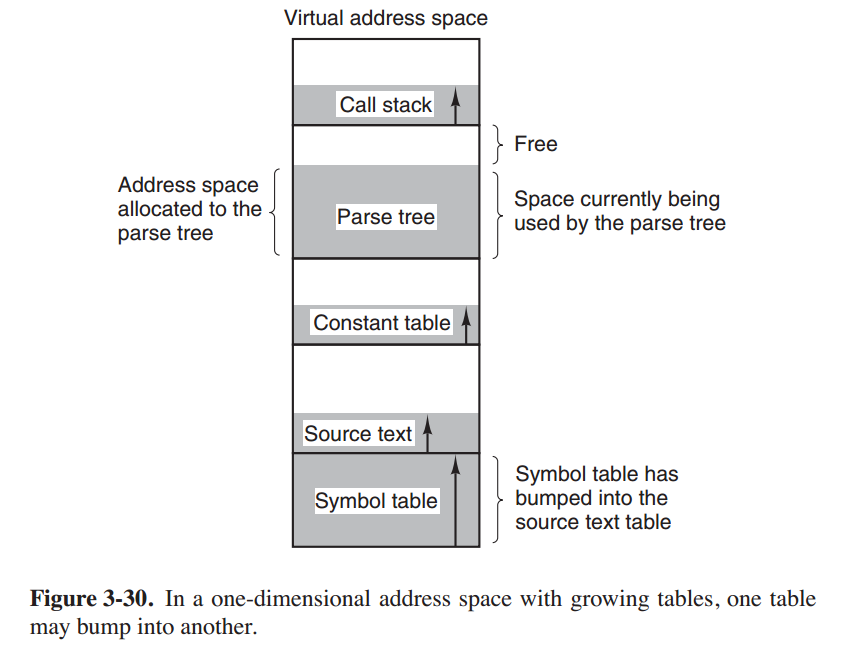 Virtual address space
Call stack
Free
Address space
allocated to the
parse tree
Parse tree
Space currently being
used by the parse tree
Constant table
Source text
Symbol table
Symbol table has
bumped into the
source text table
Figure 3-30. In a one-dimensional address space with growing tables, one table
may bump into another.